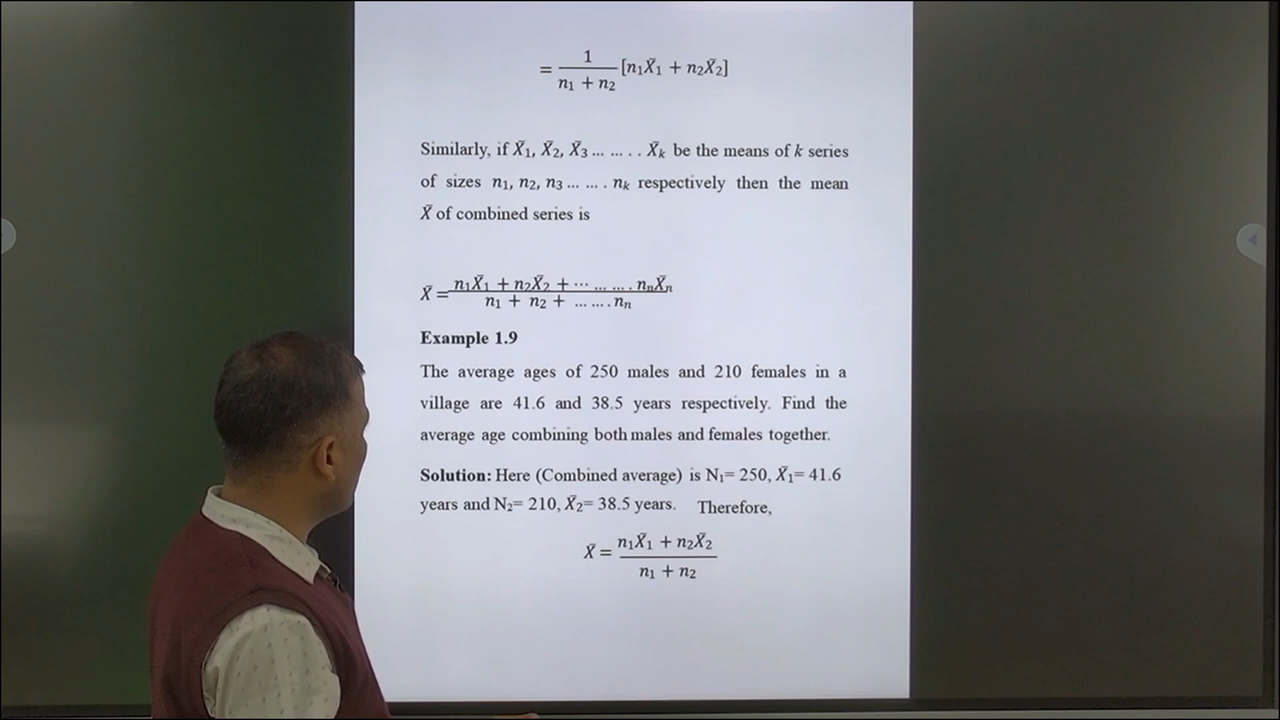 = 1/(n₁ + n₂) [n₁X̄₁ + n₂X̄₂]
Similarly, if X̄₁, X̄₂, X̄₃ ... ... . . X̄ₖ be the means of k series
of sizes n₁, n₂, n₃ ... ... . nₖ respectively then the mean
X̄ of combined series is
X̄ = (n₁X̄₁ + n₂X̄₂ + ⋯ ... ... . nₙX̄ₙ)/(n₁ + n₂ + ... ... . nₙ)
Example 1.9
The average ages of 250 males and 210 females in a
village are 41.6 and 38.5 years respectively. Find the
average age combining both males and females together.
Solution: Here (Combined average) is N₁= 250, X̄₁= 41.6
years and N₂= 210, X̄₂= 38.5 years. Therefore,
X̄ = (n₁X̄₁ + n₂X̄₂)/(n₁ + n₂)